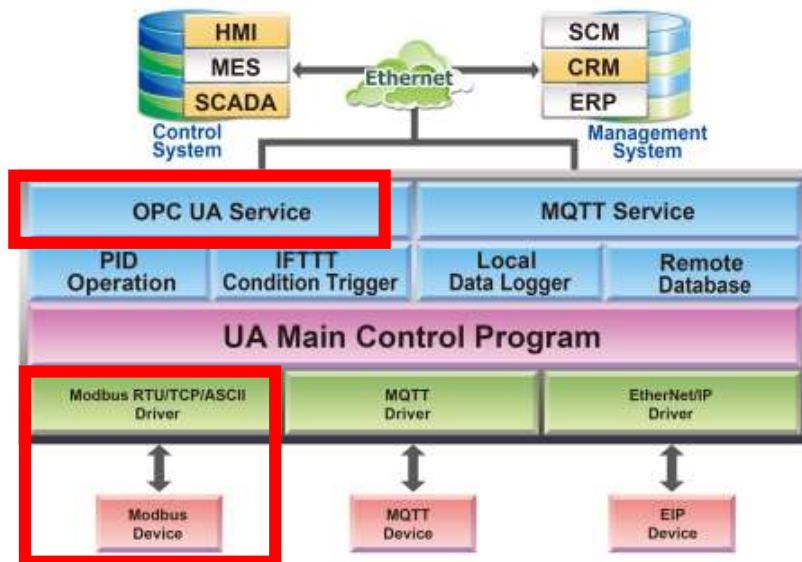 HMI
MES
SCADA
Control
System
Ethernet
SCM
CRM
ERP
Management
System
OPC UA Service
MQTT Service
PID
Operation
IFTTT
Condition Trigger
Local
Data Logger
Remote
Database
UA Main Control Program
Modbus RTU/TCP/ASCII
Driver
MQTT
Driver
EtherNet/IP
Driver
Modbus
Device
MQTT
Device
EIP
Device